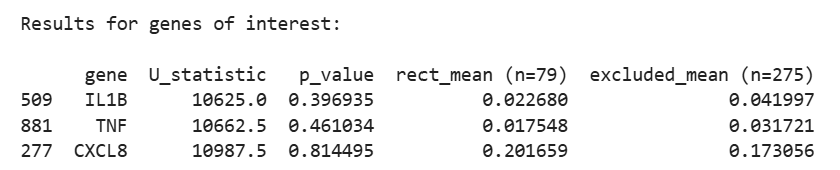 Results for genes of interest:
gene U_statistic p_value rect_mean (n=79) excluded_mean (n=275)
509 IL1B 10625.0 0.396935 0.022680 0.041997
881 TNF 10662.5 0.461034 0.017548 0.031721
277 CXCL8 10987.5 0.814495 0.201659 0.173056